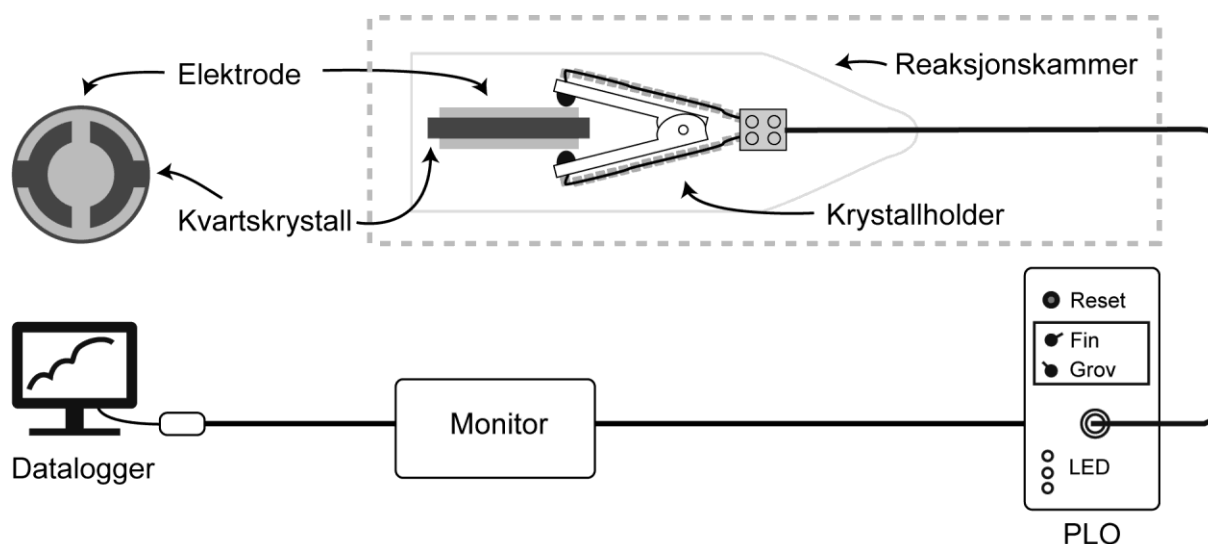 Elektrode
Reaksjonskammer
Kvartskrystall
Krystallholder
Reset
Fin
Grov
Monitor
Datalogger
LED
PLO